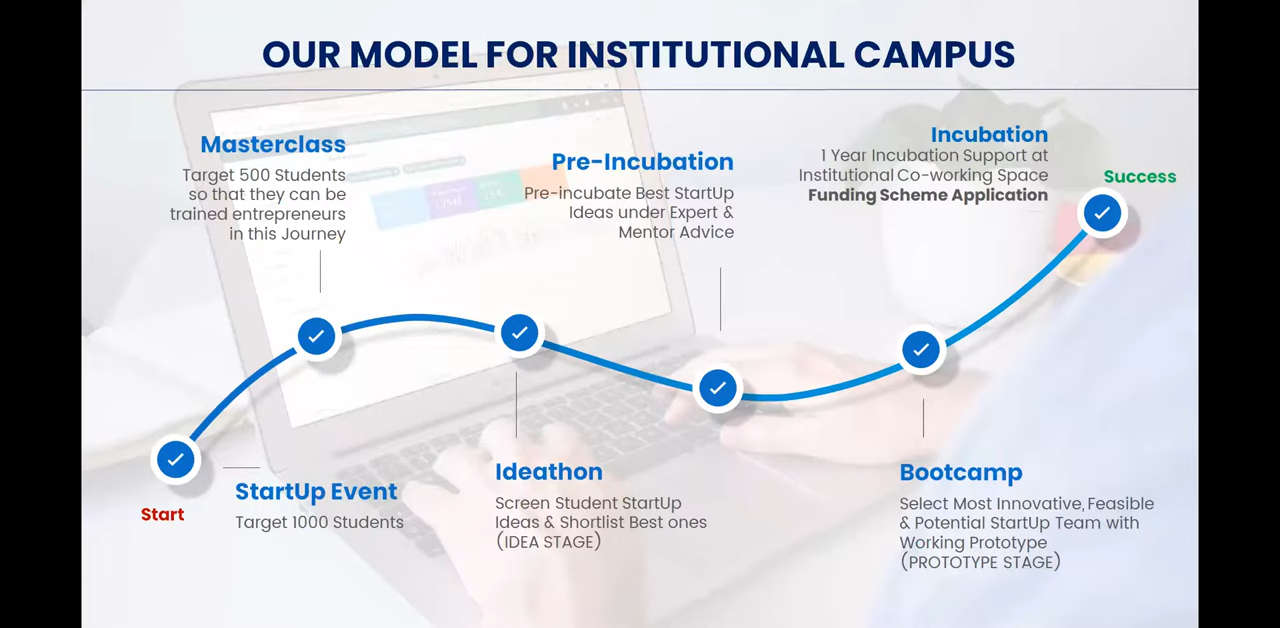 OUR MODEL FOR INSTITUTIONAL CAMPUS
Masterclass
Target 500 Students
so that they can be
trained entrepreneurs
in this Journey
Pre-Incubation
Pre-incubate Best StartUp
Ideas under Expert &
Mentor Advice
Incubation
1 Year Incubation Support at
Institutional Co-working Space
Funding Scheme Application
Success
Start
StartUp Event
Target 1000 Students
Ideathon
Screen Student StartUp
Ideas & Shortlist Best ones
(IDEA STAGE)
Bootcamp
Select Most Innovative, Feasible
& Potential StartUp Team with
Working Prototype
(PROTOTYPE STAGE)